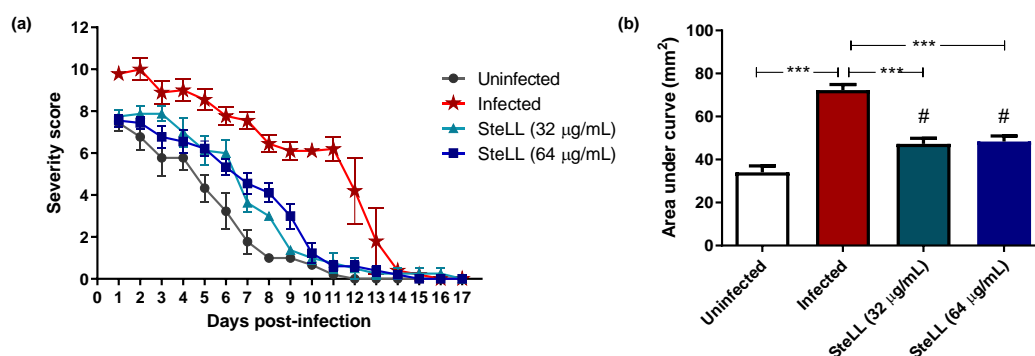 (a)
Severity score
12
10
8
6
4
2
0
0 1 2 3 4 5 6 7 8 9 10 11 12 13 14 15 16 17
Days post-infection
Uninfected
Infected
SteLL (32 µg/mL)
SteLL (64 µg/mL)
(b)
Area under curve (mm²)
100
80
60
40
20
0
***
*** ***
# #
Uninfected
Infected
SteLL (32 µg/mL)
SteLL (64 µg/mL)